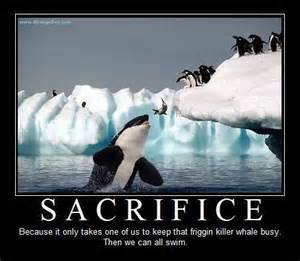 SACRIFICE
Because it only takes one of us to keep that friggin killer whale busy.
Then we can all swim.